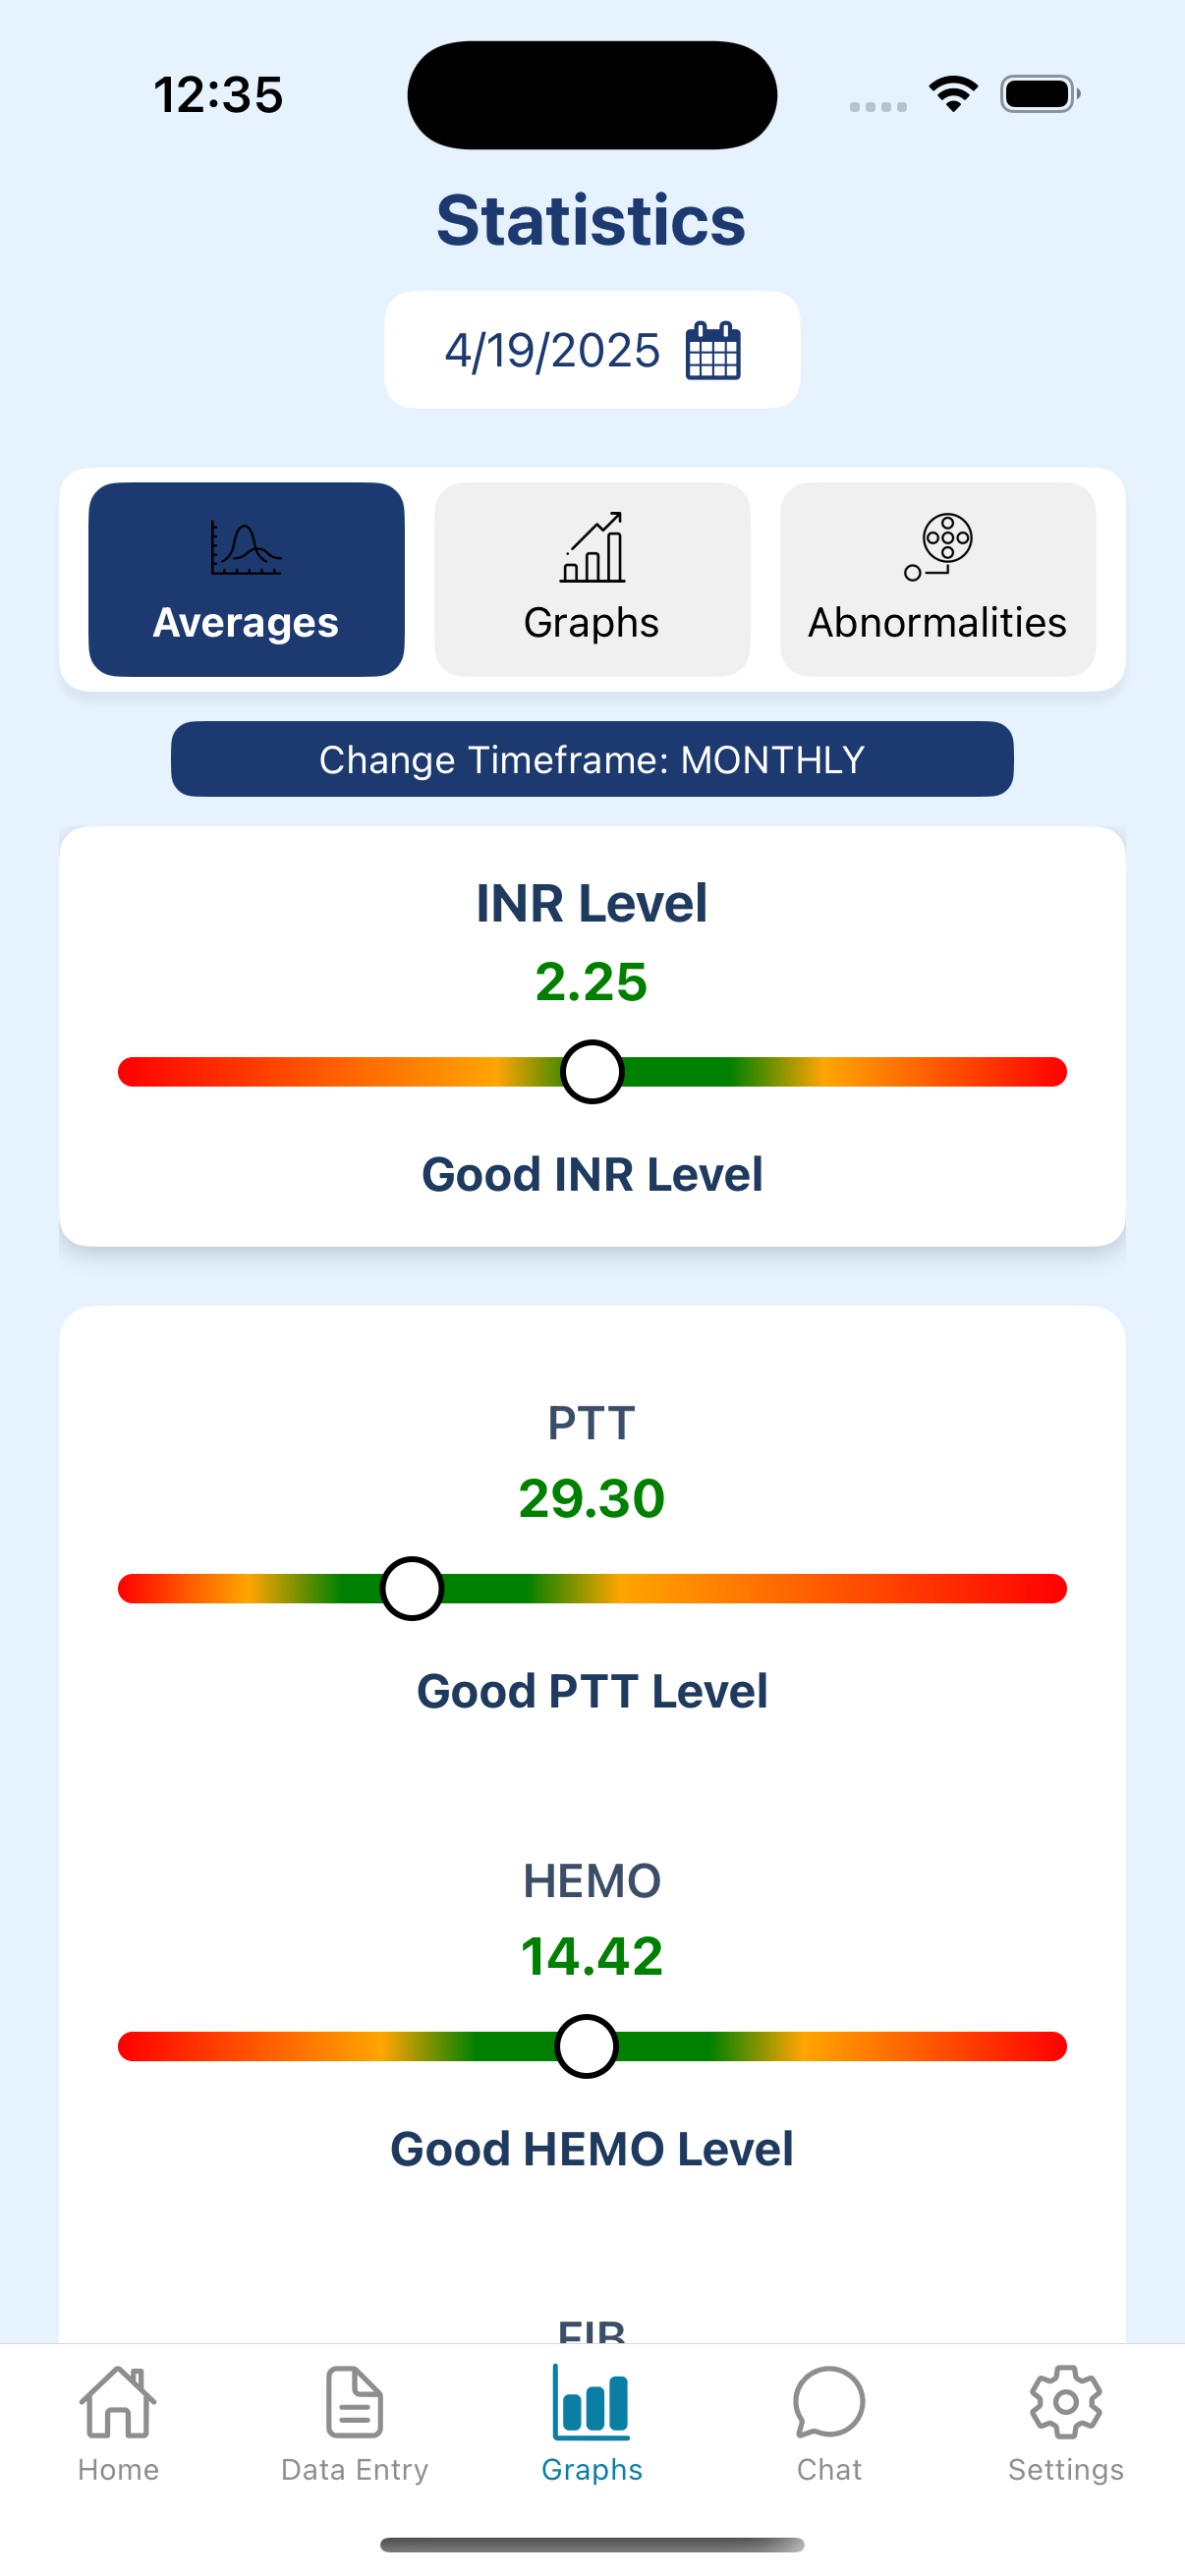 12:35
Statistics
4/19/2025
Averages
Graphs
Abnormalities
Change Timeframe: MONTHLY
INR Level
2.25
Good INR Level
PTT
29.30
Good PTT Level
HEMO
14.42
Good HEMO Level
FIB
Home
Data Entry
Graphs
Chat
Settings